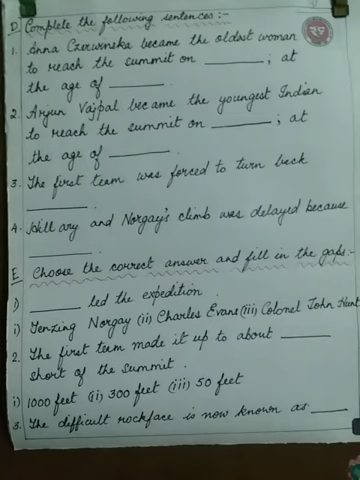 D. Complete the following sentences:-
1. Anna Czerwinska became the oldest woman
to reach the summit on ______; at
the age of ______.
2. Arjun Vajpal became the youngest Indian
to reach the summit on ______; at
the age of ______.
3. The first team was forced to turn back
______.
4. Hillary and Norgay's climb was delayed because
______.
E. Choose the correct answer and fill in the gaps:-
1) ______ led the expedition.
i) Tenzing Norgay (ii) Charles Evans (iii) Colonel John Hunt
2. The first team made it up to about ______
short of the summit.
i) 1000 feet (ii) 300 feet (iii) 50 feet
3. The difficult rockface is now known as ____